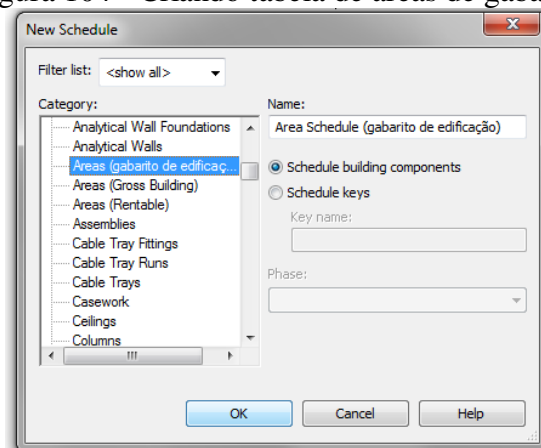 New Schedule
Filter list: <show all>
Category:
Analytical Wall Foundations
Analytical Walls
Areas (gabarito de edificaç...
Areas (Gross Building)
Areas (Rentable)
Assemblies
Cable Tray Fittings
Cable Tray Runs
Cable Trays
Casework
Ceilings
Columns
Name:
Area Schedule (gabarito de edificação)
Schedule building components
Schedule keys
Key name:
Phase:
OK
Cancel
Help